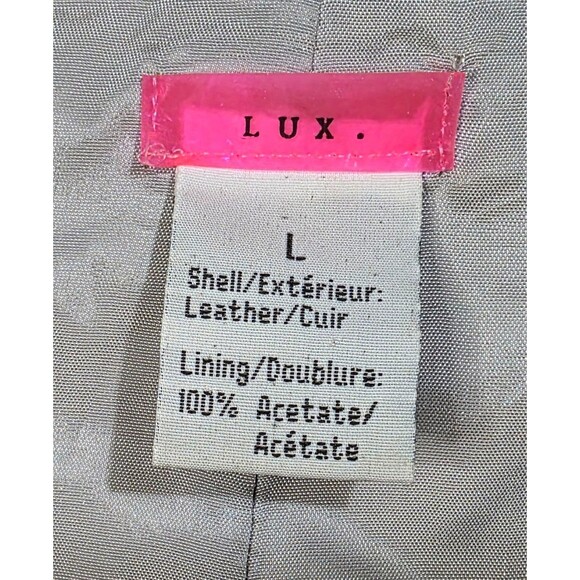 LUX.
L
Shell/Extérieur:
Leather/Cuir
Lining/Doublure:
100% Acetate/
Acétate